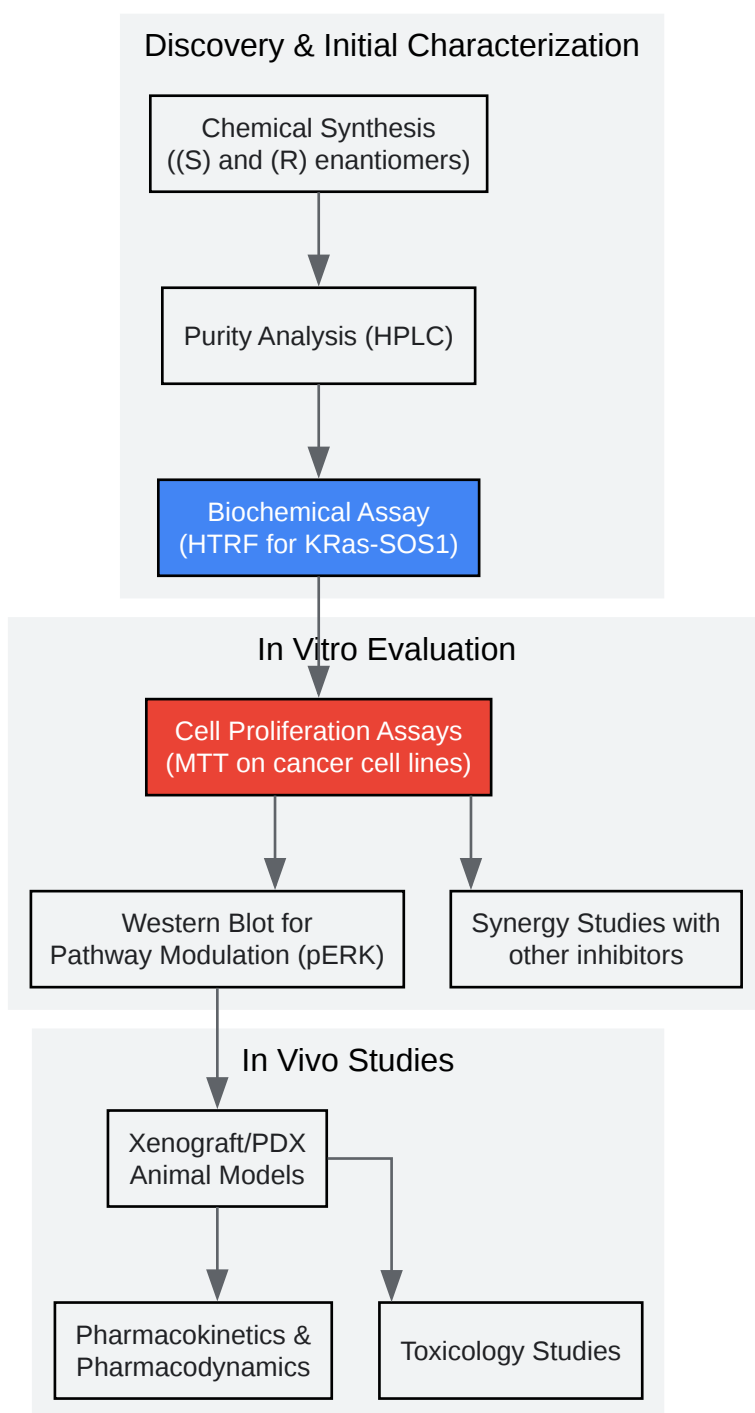 Discovery & Initial Characterization
Chemical Synthesis
((S) and (R) enantiomers)
Purity Analysis (HPLC)
Biochemical Assay
(HTRF for KRas-SOS1)
In Vitro Evaluation
Cell Proliferation Assays
(MTT on cancer cell lines)
Western Blot for
Pathway Modulation (pERK)
Synergy Studies with
other inhibitors
In Vivo Studies
Xenograft/PDX
Animal Models
Pharmacokinetics &
Pharmacodynamics
Toxicology Studies